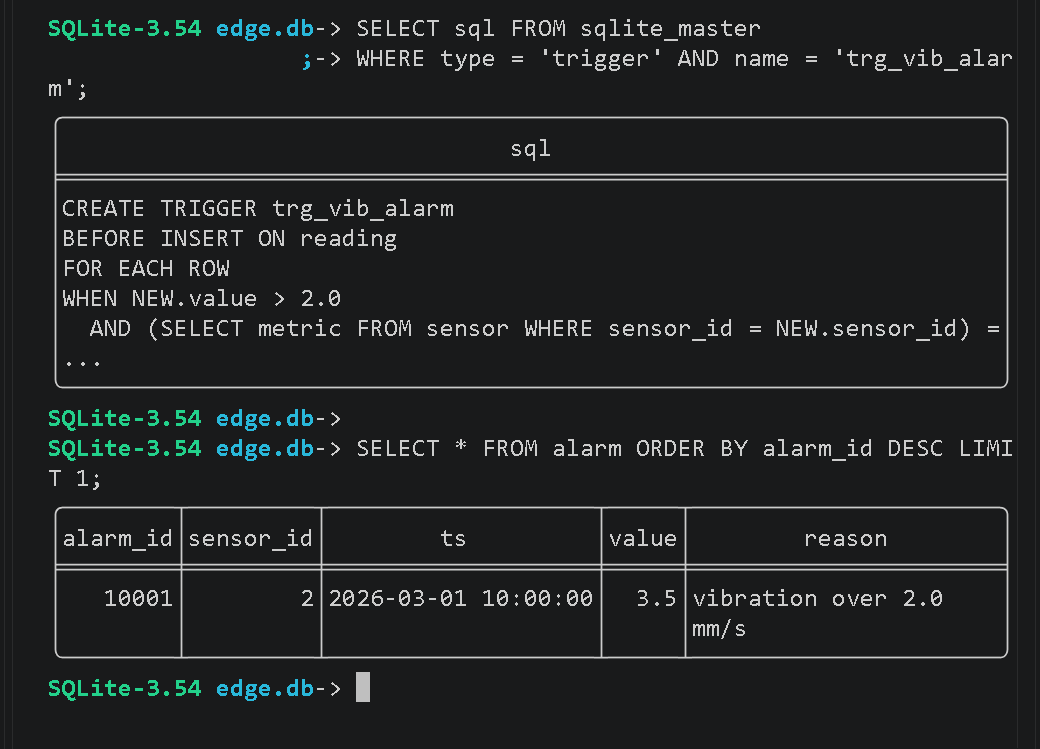 SQLite-3.54 edge.db-> SELECT sql FROM sqlite_master
;-> WHERE type = 'trigger' AND name = 'trg_vib_alar
m';
sql
CREATE TRIGGER trg_vib_alarm
BEFORE INSERT ON reading
FOR EACH ROW
WHEN NEW.value > 2.0
  AND (SELECT metric FROM sensor WHERE sensor_id = NEW.sensor_id) =
...
SQLite-3.54 edge.db->
SQLite-3.54 edge.db-> SELECT * FROM alarm ORDER BY alarm_id DESC LIMI
T 1;
alarm_id sensor_id ts value reason
10001 2 2026-03-01 10:00:00 3.5 vibration over 2.0
mm/s
SQLite-3.54 edge.db->